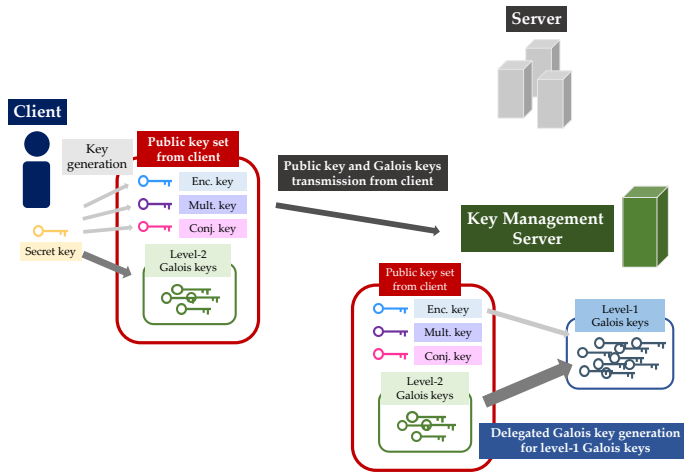 Server
Client
Key
generation
Public key set
from client
Enc. key
Mult. key
Conj. key
Secret key
Level-2
Galois keys
Public key and Galois keys
transmission from client
Key Management
Server
Public key set
from client
Enc. key
Mult. key
Conj. key
Level-2
Galois keys
Level-1
Galois keys
Delegated Galois key generation
for level-1 Galois keys